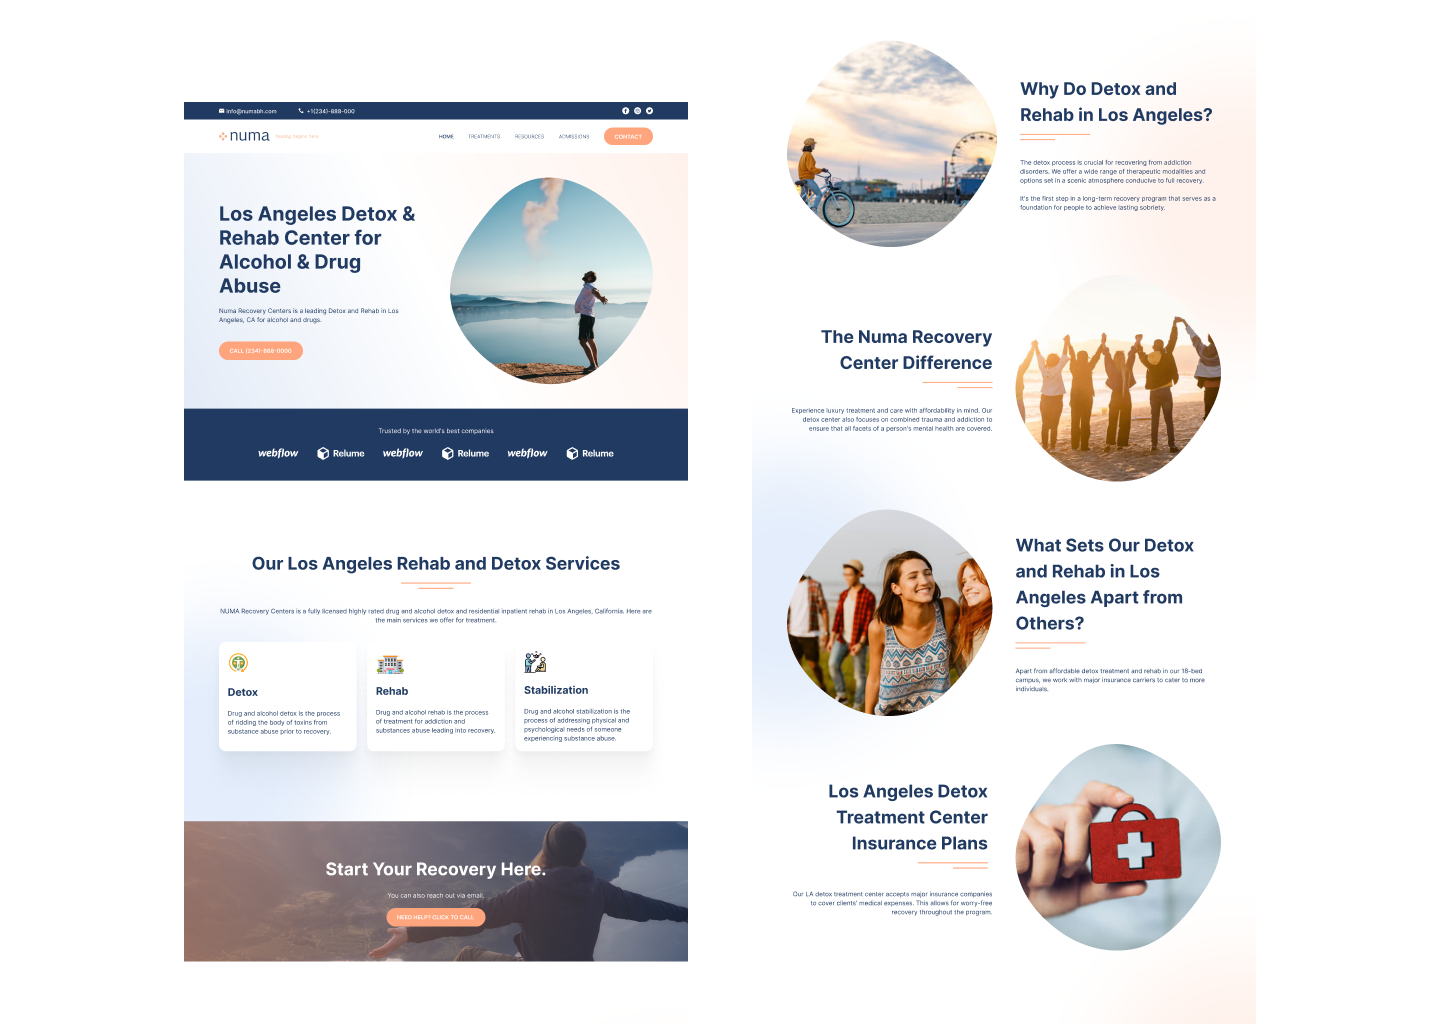 info@numabh.com
+1(234)-888-000
numa
Healing begins here
HOME
TREATMENTS
RESOURCES
ADMISSIONS
CONTACT
Los Angeles Detox &
Rehab Center for
Alcohol & Drug
Abuse
Numa Recovery Centers is a leading Detox and Rehab in Los
Angeles, CA for alcohol and drugs.
CALL (234)-888-0000
Trusted by the world's best companies
webflow
Relume
webflow
Relume
webflow
Relume
Our Los Angeles Rehab and Detox Services
NUMA Recovery Centers is a fully licensed highly rated drug and alcohol detox and residential inpatient rehab in Los Angeles, California. Here are
the main services we offer for treatment.
Detox
Drug and alcohol detox is the process
of ridding the body of toxins from
substance abuse prior to recovery.
Rehab
Drug and alcohol rehab is the process
of treatment for addiction and
substances abuse leading into recovery.
Stabilization
Drug and alcohol stabilization is the
process of addressing physical and
psychological needs of someone
experiencing substance abuse.
Start Your Recovery Here.
You can also reach out via email.
NEED HELP? CLICK TO CALL
Why Do Detox and
Rehab in Los Angeles?
The detox process is crucial for recovering from addiction
disorders. We offer a wide range of therapeutic modalities and
options set in a scenic atmosphere conducive to full recovery.
It's the first step in a long-term recovery program that serves as a
foundation for people to achieve lasting sobriety.
The Numa Recovery
Center Difference
Experience luxury treatment and care with affordability in mind. Our
detox center also focuses on combined trauma and addiction to
ensure that all facets of a person's mental health are covered.
What Sets Our Detox
and Rehab in Los
Angeles Apart from
Others?
Apart from affordable detox treatment and rehab in our 18-bed
campus, we work with major insurance carriers to cater to more
individuals.
Los Angeles Detox
Treatment Center
Insurance Plans
Our LA detox treatment center accepts major insurance companies
to cover clients' medical expenses. This allows for worry-free
recovery throughout the program.